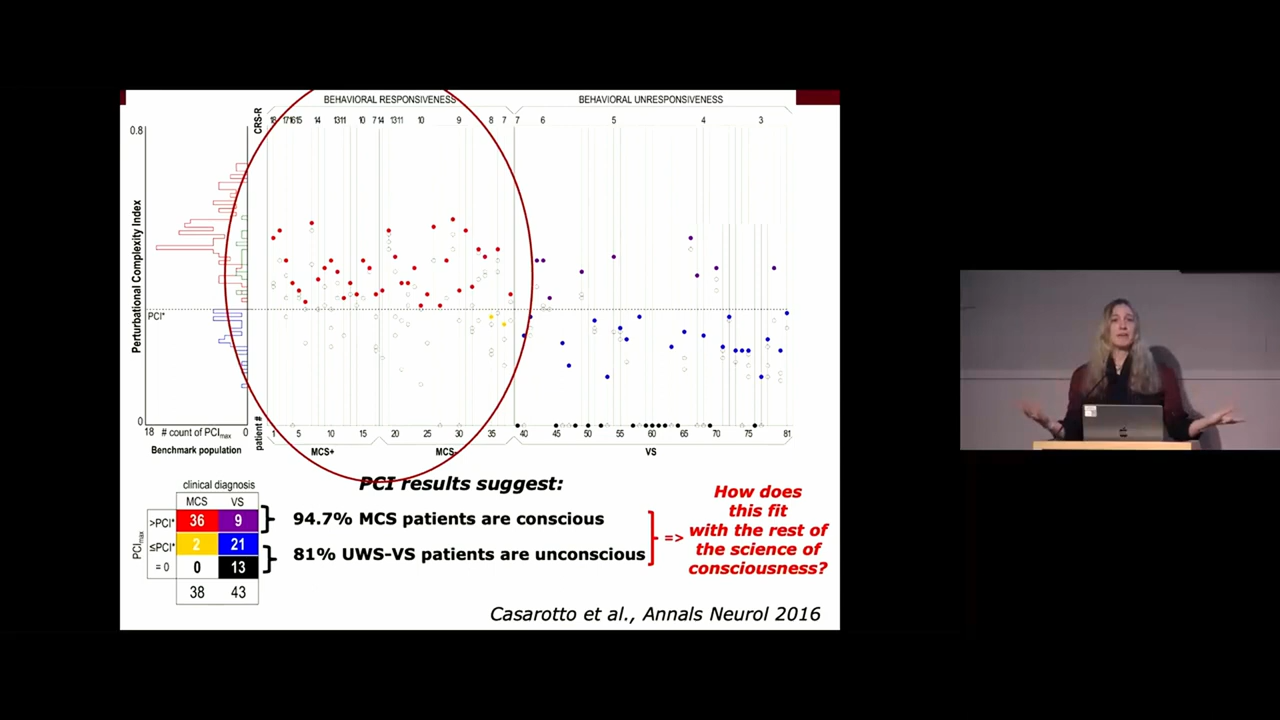 BEHAVIORAL RESPONSIVENESS
BEHAVIORAL UNRESPONSIVENESS
CRS-R
14 1311 10 714 1311 10 9 8 7 7 6 5 4 3
0.8
Perturbational Complexity Index
PCI*
0
18 # count of PCImax 0
Benchmark population
patient #
1 5 10 15 20 25 30 35 40 45 50 55 60 65 70 75 81
MCS+ MCS- VS
clinical diagnosis
MCS VS
PCImax
>PCI* 36 9
≤PCI* 2 21
= 0 0 13
38 43
PCI results suggest:
94.7% MCS patients are conscious
81% UWS-VS patients are unconscious
=>
How does
this fit
with the rest of
the science of
consciousness?
Casarotto et al., Annals Neurol 2016